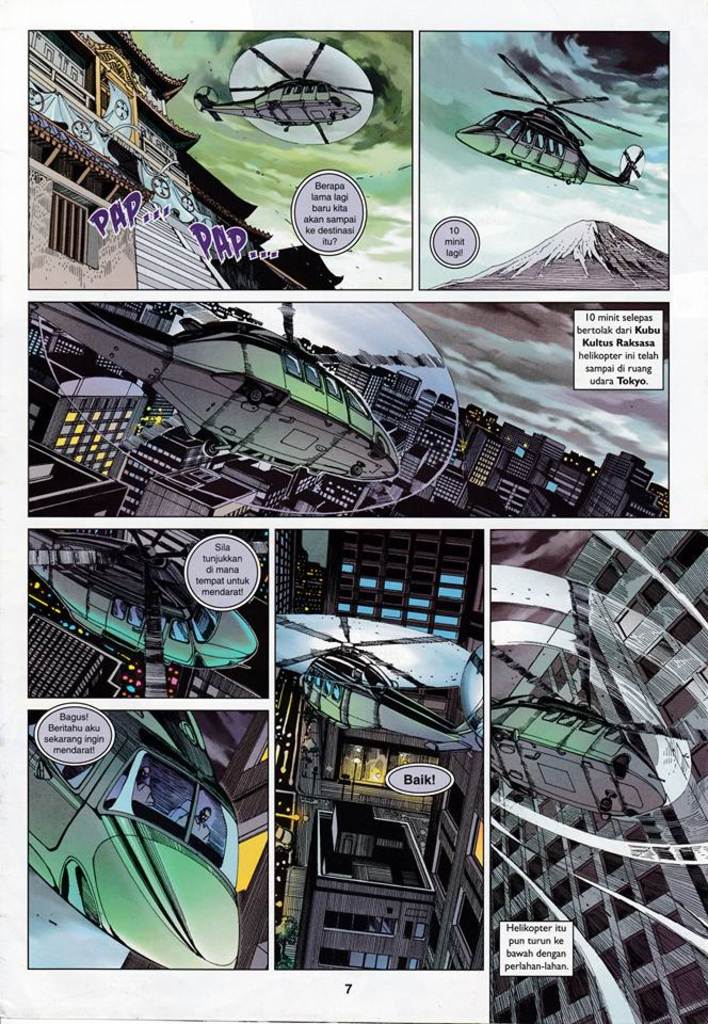 Berapa
lama lagi
baru kita
akan sampai
ke destinasi
itu?
PAP...
PAP...
10
minit
lagi!
10 minit selepas
bertolak dari Kubu
Kultus Raksasa
helikopter ini telah
sampai di ruang
udara Tokyo.
Sila
tunjukkan
di mana
tempat untuk
mendarat!
Bagus!
Beritahu aku
sekarang ingin
mendarat!
Baik!
Helikopter itu
pun turun ke
bawah dengan
perlahan-lahan.
7